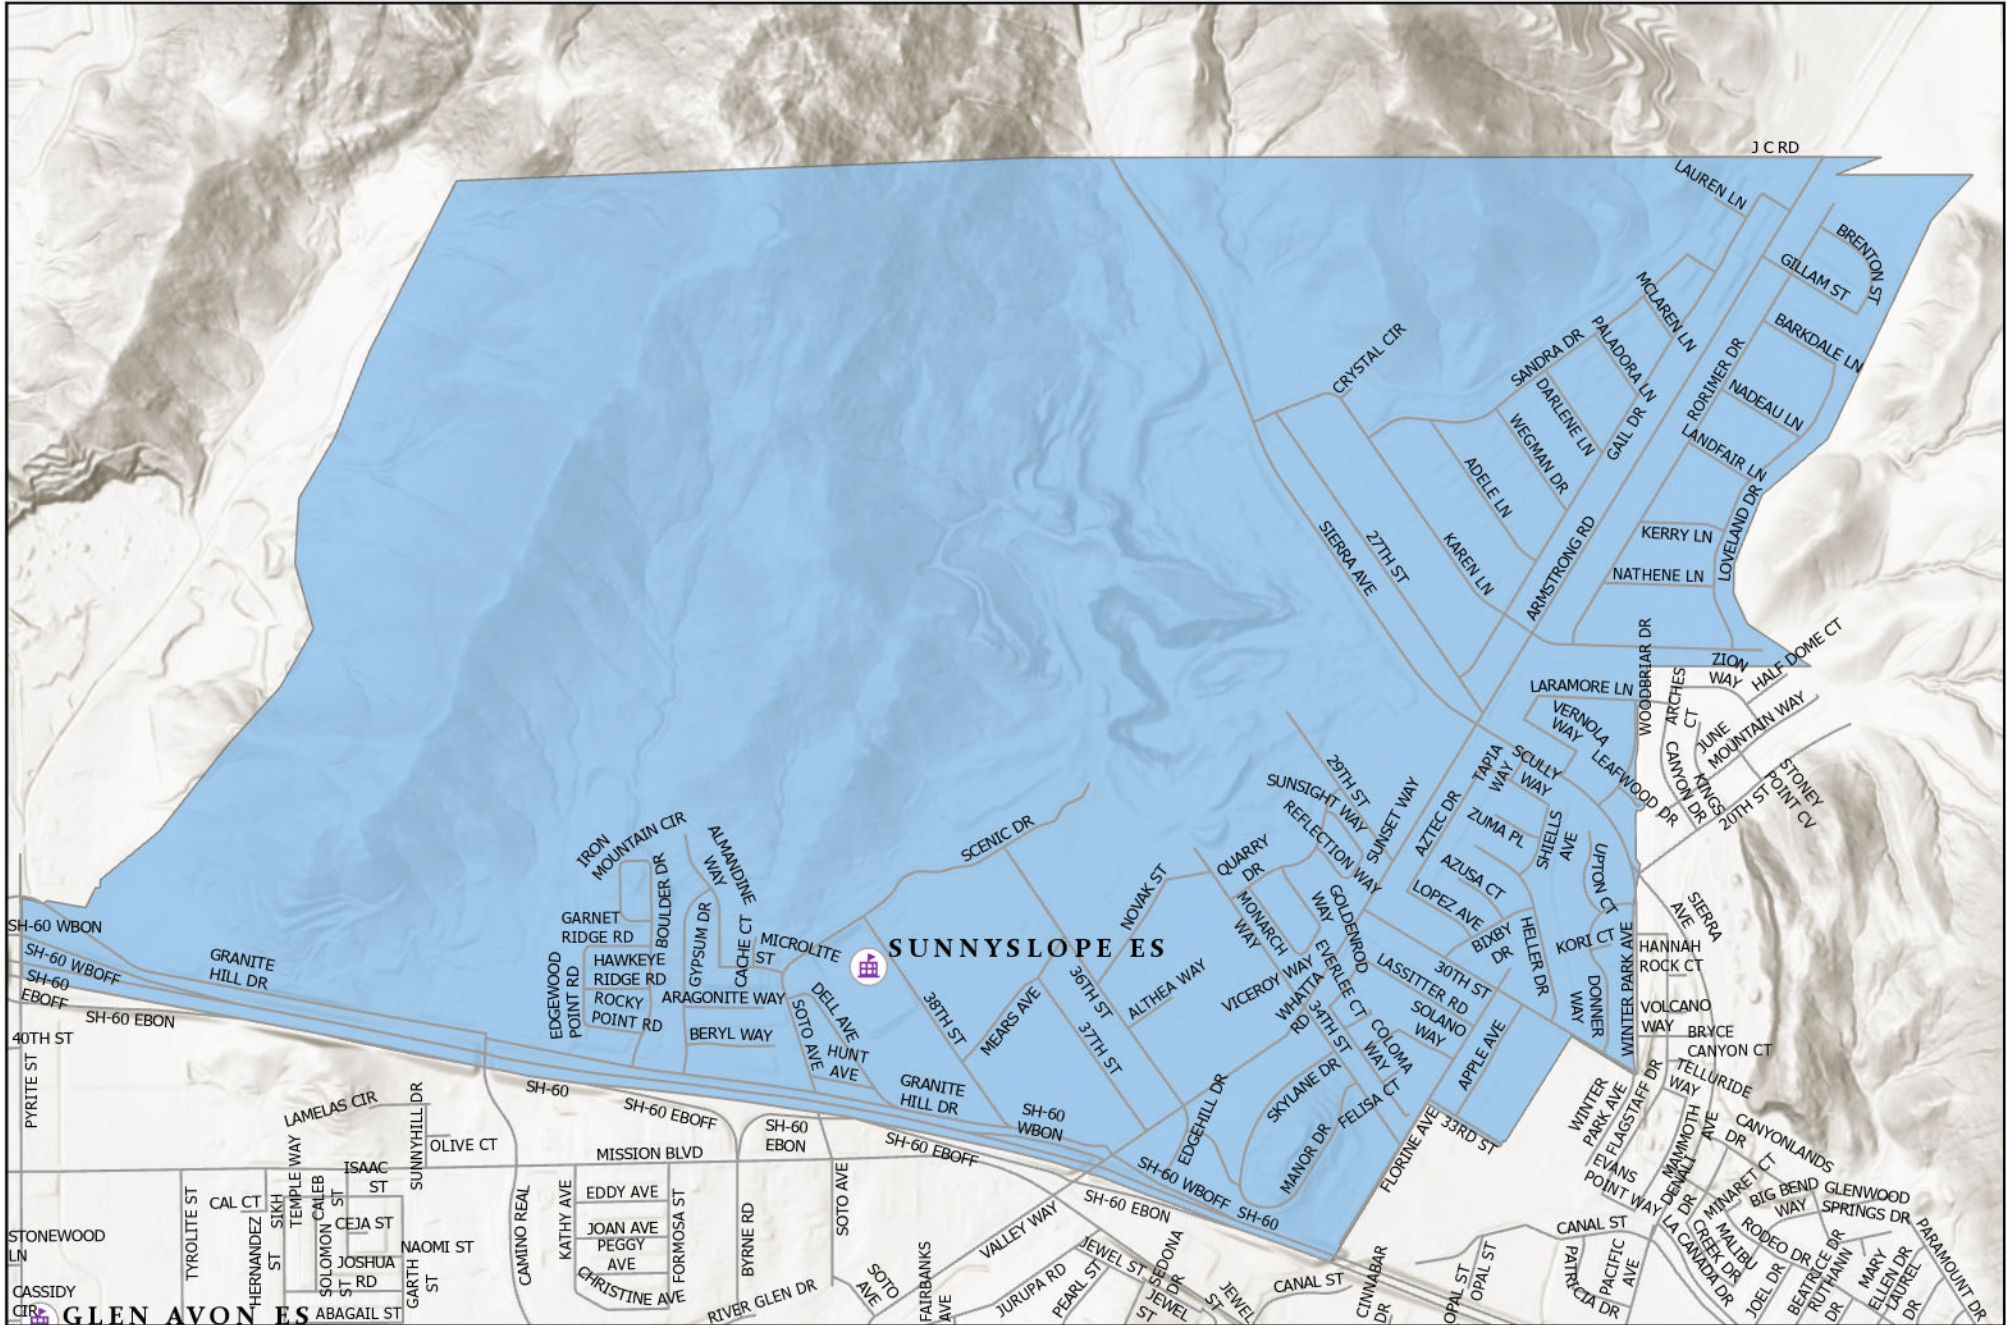 J C RD
LAUREN LN
BRENTON ST
GILLAM ST
MCLAREN LN
BARKDALE LN
PALADORA LN
SANDRA DR
CRYSTAL CIR
RORIMER DR
DARLENE LN
NADEAU LN
GAIL DR
WEGMAN DR
LANDFAIR LN
ADELE LN
LOVELAND DR
KERRY LN
27TH ST
SIERRA AVE
KAREN LN
ARMSTRONG RD
NATHENE LN
WOODBRIAR DR
ZION
WAY
HALF DOME CT
LARAMORE LN
ARCHES
CT
VERNOLA
WAY
JUNE
MOUNTAIN WAY
LEAFWOOD DR
KINGS
CANYON DR
STONEY
POINT CV
20TH ST
TAPIA
WAY
SCULLY
WAY
29TH ST
SUNSIGHT WAY
REFLECTION WAY
SUNSET WAY
AZTEC DR
ZUMA PL
SHIELLS
AVE
UPTON CT
AZUSA CT
LOPEZ AVE
SCENIC DR
IRON
MOUNTAIN CIR
ALMANDINE
WAY
BOULDER DR
QUARRY
DR
NOVAK ST
MONARCH
WAY
GOLDENROD
WAY
BIXBY
DR
HELLER DR
KORI CT
SIERRA
AVE
WINTER PARK AVE
HANNAH
ROCK CT
GARNET
RIDGE RD
GYPSUM DR
CACHE CT
MICROLITE
ST
SUNNYSLOPE ES
SH-60 WBON
SH-60 WBOFF
SH-60
EBOFF
GRANITE
HILL DR
EDGEWOOD
POINT RD
HAWKEYE
RIDGE RD
ROCKY
POINT RD
ARAGONITE WAY
BERYL WAY
DELL AVE
SOTO AVE
HUNT
AVE
38TH ST
MEARS AVE
36TH ST
37TH ST
ALTHEA WAY
VICEROY WAY
WHATTA
RD
EVERLEE CT
34TH ST
LASSITTER RD
30TH ST
SOLANO
WAY
COLOMA
WAY
APPLE AVE
DONNER
WAY
VOLCANO
WAY
BRYCE
CANYON CT
SH-60 EBON
40TH ST
PYRITE ST
SH-60
SH-60 EBOFF
GRANITE
HILL DR
SH-60
WBON
EDGEHILL DR
SKYLANE DR
FELISA CT
MANOR DR
FLORINE AVE
33RD ST
TELLURIDE
WAY
WINTER
PARK AVE
FLAGSTAFF DR
MAMMOTH
AVE
CANYONLANDS
DR
LAMELAS CIR
SUNNYHILL DR
OLIVE CT
SH-60
EBON
MISSION BLVD
SH-60 EBOFF
SH-60 WBOFF
SH-60
SH-60 EBON
EVANS
POINT WAY
DENALI
DR
MINARET CT
BIG BEND
WAY
GLENWOOD
SPRINGS DR
ISAAC
ST
TYROLITE ST
CAL CT
HERNANDEZ
ST
SIKH
TEMPLE WAY
CALEB
ST
SOLOMON
ST
CEJA ST
JOSHUA
RD
NAOMI ST
GARTH
ST
ABAGAIL ST
CAMINO REAL
KATHY AVE
EDDY AVE
JOAN AVE
PEGGY
AVE
CHRISTINE AVE
FORMOSA ST
BYRNE RD
SOTO AVE
RIVER GLEN DR
SOTO
AVE
FAIRBANKS
AVE
VALLEY WAY
JURUPA RD
JEWEL ST
PEARL ST
SEDONA
DR
JEWEL
ST
JEWEL
ST
CANAL ST
CINNABAR
DR
OPAL ST
OPAL ST
CANAL ST
PATRICIA DR
PACIFIC
AVE
LA CANADA DR
CREEK DR
MALIBU
RODEO DR
JOEL DR
BEATRICE DR
RUTHANN
DR
MARY
ELLEN DR
LAUREL
DR
PARAMOUNT DR
STONEWOOD
LN
CASSIDY
CIR
GLEN AVON ES